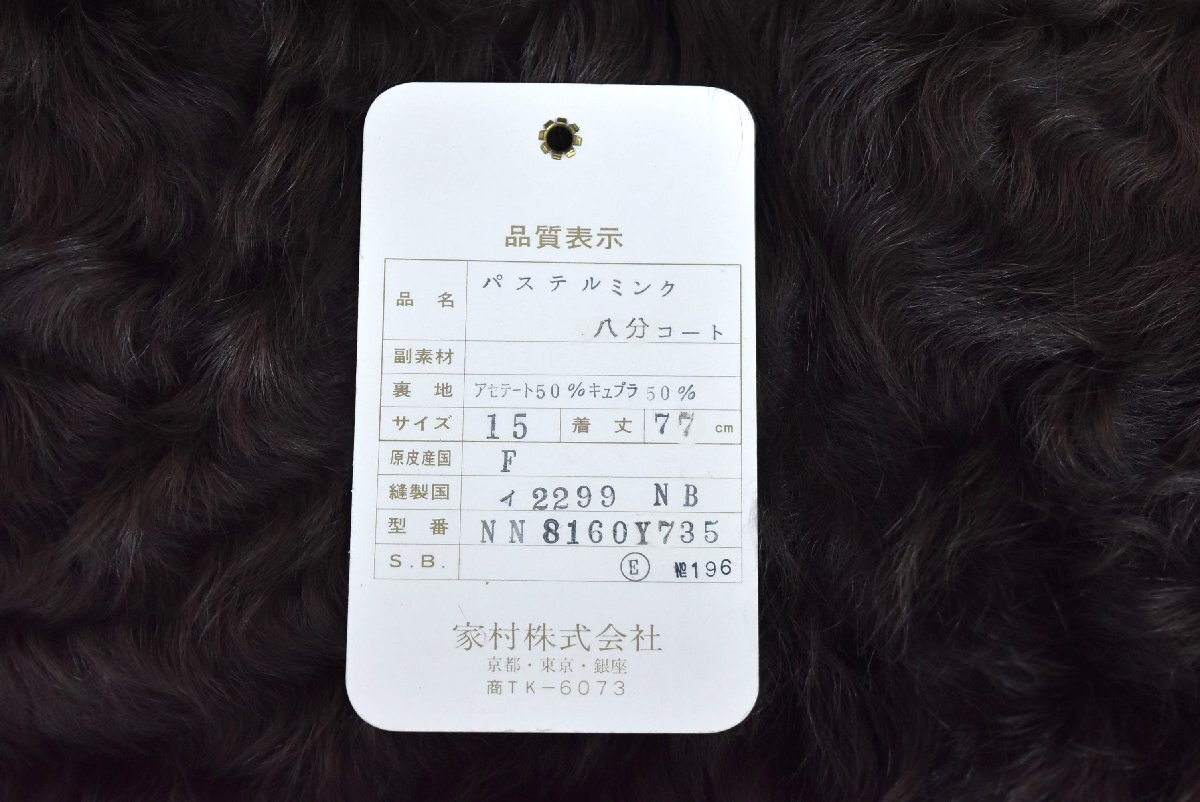 品質表示
品名 パステルミンク
八分コート
副素材
裏地 アセテート50%キュプラ50%
サイズ 15 着丈 77 cm
原皮産国 F
縫製国 イ2299 NB
型番 NN8160Y735
S.B. Ⓔ №196
家村株式会社
京都・東京・銀座
商TK-6073